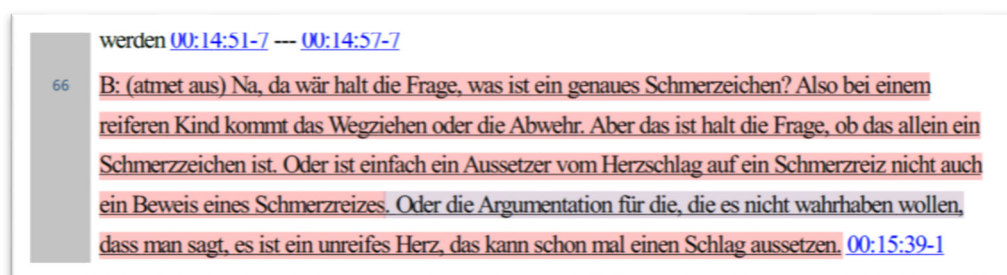 werden 00:14:51-7 --- 00:14:57-7
66 B: (atmet aus) Na, da wär halt die Frage, was ist ein genaues Schmerzeichen? Also bei einem
reiferen Kind kommt das Wegziehen oder die Abwehr. Aber das ist halt die Frage, ob das allein ein
Schmerzzeichen ist. Oder ist einfach ein Aussetzer vom Herzschlag auf ein Schmerzreiz nicht auch
ein Beweis eines Schmerzreizes. Oder die Argumentation für die, die es nicht wahrhaben wollen,
dass man sagt, es ist ein unreifes Herz, das kann schon mal einen Schlag aussetzen. 00:15:39-1